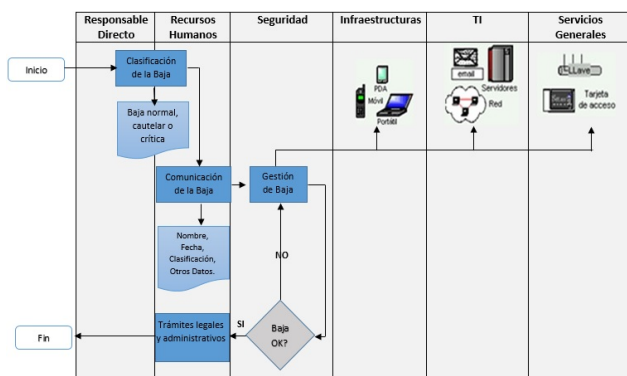 Responsable
Directo
Recursos
Humanos
Seguridad
Infraestructuras
TI
Servicios
Generales
Inicio
Clasificación
de la Baja
Baja normal,
cautelar o
crítica
Comunicación
de la Baja
Gestión
de Baja
Nombre,
Fecha,
Clasificación,
Otros Datos.
NO
Trámites legales
y administrativos
SI
Baja
OK?
Fin
PDA
Móvil
Portátil
email
Servidores
Red
LLave
Tarjeta
de acceso